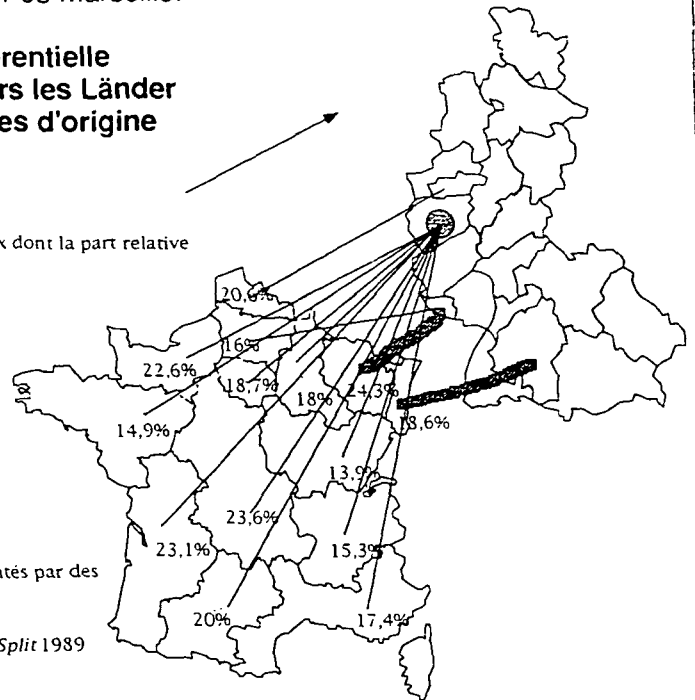 rentielle
rs les Länder
es d'origine
x dont la part relative
20,6%
16%
22,6%
18,7%
18%
24,3%
18,6%
14,9%
13,9%
23,6%
23,1%
15,3%
20%
17,4%
ntés par des
Split 1989